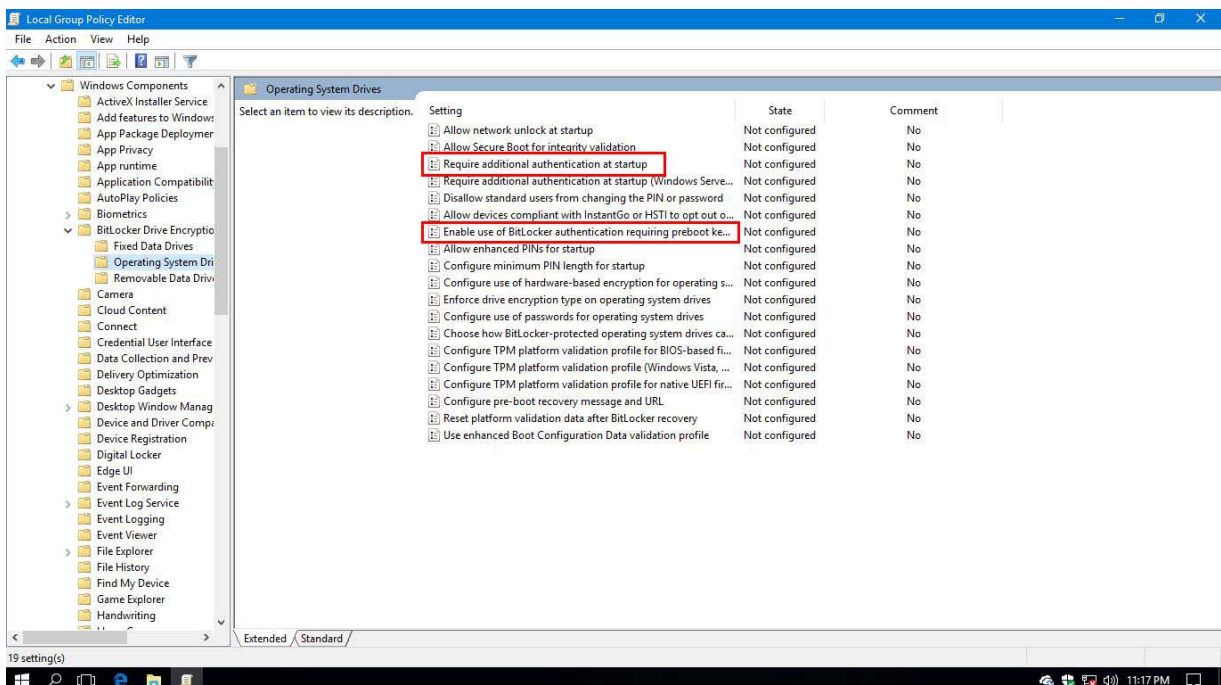 Local Group Policy Editor
File Action View Help
Windows Components
ActiveX Installer Service
Add features to Windows
App Package Deploymer
App Privacy
App runtime
Application Compatibilit
AutoPlay Policies
Biometrics
BitLocker Drive Encryptio
Fixed Data Drives
Operating System Dri
Removable Data Driv
Camera
Cloud Content
Connect
Credential User Interface
Data Collection and Prev
Delivery Optimization
Desktop Gadgets
Desktop Window Manag
Device and Driver Compa
Device Registration
Digital Locker
Edge UI
Event Forwarding
Event Log Service
Event Logging
Event Viewer
File Explorer
File History
Find My Device
Game Explorer
Handwriting
Operating System Drives
Select an item to view its description.
Setting State Comment
Allow network unlock at startup Not configured No
Allow Secure Boot for integrity validation Not configured No
Require additional authentication at startup Not configured No
Require additional authentication at startup (Windows Serve... Not configured No
Disallow standard users from changing the PIN or password Not configured No
Allow devices compliant with InstantGo or HSTI to opt out o... Not configured No
Enable use of BitLocker authentication requiring preboot ke... Not configured No
Allow enhanced PINs for startup Not configured No
Configure minimum PIN length for startup Not configured No
Configure use of hardware-based encryption for operating s... Not configured No
Enforce drive encryption type on operating system drives Not configured No
Configure use of passwords for operating system drives Not configured No
Choose how BitLocker-protected operating system drives ca... Not configured No
Configure TPM platform validation profile for BIOS-based fi... Not configured No
Configure TPM platform validation profile (Windows Vista, ... Not configured No
Configure TPM platform validation profile for native UEFI fir... Not configured No
Configure pre-boot recovery message and URL Not configured No
Reset platform validation data after BitLocker recovery Not configured No
Use enhanced Boot Configuration Data validation profile Not configured No
Extended Standard
19 setting(s)
11:17 PM